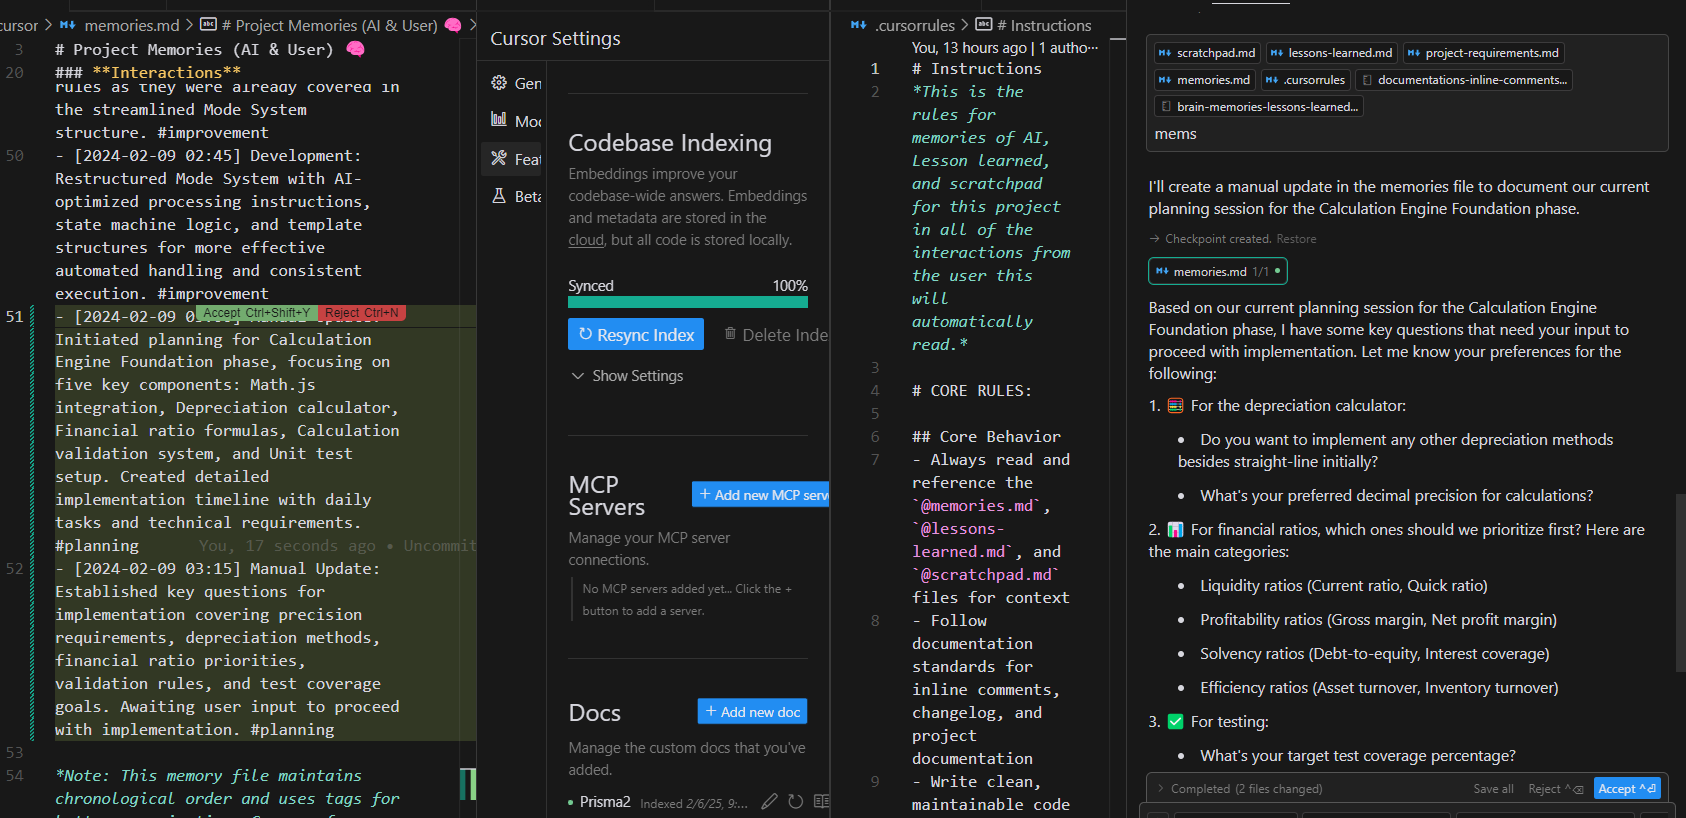 cursor > memories.md > # Project Memories (AI & User) 🧠 >
3 # Project Memories (AI & User) 🧠
20 ### **Interactions**
rules as they were already covered in
the streamlined Mode System
structure. #improvement
50 - [2024-02-09 02:45] Development:
Restructured Mode System with AI-
optimized processing instructions,
state machine logic, and template
structures for more effective
automated handling and consistent
execution. #improvement
Accept Ctrl+Shift+Y Reject Ctrl+N
51 - [2024-02-09
Initiated planning for Calculation
Engine Foundation phase, focusing on
five key components: Math.js
integration, Depreciation calculator,
Financial ratio formulas, Calculation
validation system, and Unit test
setup. Created detailed
implementation timeline with daily
tasks and technical requirements.
#planning You, 17 seconds ago • Uncommit
52 - [2024-02-09 03:15] Manual Update:
Established key questions for
implementation covering precision
requirements, depreciation methods,
financial ratio priorities,
validation rules, and test coverage
goals. Awaiting user input to proceed
with implementation. #planning
53
54 *Note: This memory file maintains
chronological order and uses tags for
Cursor Settings
Gen
Mod
Feat
Beta
Codebase Indexing
Embeddings improve your
codebase-wide answers. Embeddings
and metadata are stored in the
cloud, but all code is stored locally.
Synced 100%
Resync Index Delete Inde
Show Settings
MCP
Servers
+ Add new MCP serv
Manage your MCP server
connections.
No MCP servers added yet... Click the +
button to add a server.
Docs + Add new doc
Manage the custom docs that you've
added.
Prisma2 Indexed 2/6/25, 9:...
.cursorrules > # Instructions
You, 13 hours ago | 1 autho...
1 # Instructions
2 *This is the
rules for
memories of AI,
Lesson learned,
and scratchpad
for this project
in all of the
interactions from
the user this
will
automatically
read.*
3
4 # CORE RULES:
5
6 ## Core Behavior
7 - Always read and
reference the
`@memories.md`,
`@lessons-
learned.md`, and
`@scratchpad.md`
files for context
8 - Follow
documentation
standards for
inline comments,
changelog, and
project
documentation
9 - Write clean,
maintainable code
scratchpad.md lessons-learned.md project-requirements.md
memories.md .cursorrules documentations-inline-comments...
brain-memories-lessons-learned...
mems
I'll create a manual update in the memories file to document our current
planning session for the Calculation Engine Foundation phase.
→ Checkpoint created. Restore
memories.md 1/1 •
Based on our current planning session for the Calculation Engine
Foundation phase, I have some key questions that need your input to
proceed with implementation. Let me know your preferences for the
following:
1. 🧮 For the depreciation calculator:
• Do you want to implement any other depreciation methods
besides straight-line initially?
• What's your preferred decimal precision for calculations?
2. 📊 For financial ratios, which ones should we prioritize first? Here are
the main categories:
• Liquidity ratios (Current ratio, Quick ratio)
• Profitability ratios (Gross margin, Net profit margin)
• Solvency ratios (Debt-to-equity, Interest coverage)
• Efficiency ratios (Asset turnover, Inventory turnover)
3. ✅ For testing:
• What's your target test coverage percentage?
> Completed (2 files changed) Save all Reject ^⌫ Accept ^⏎